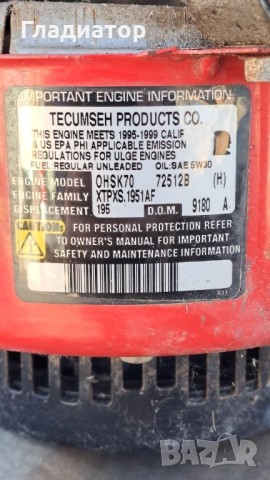 Гладиатор
IMPORTANT ENGINE INFORMATION
TECUMSEH PRODUCTS CO.
THIS ENGINE MEETS 1995-1999 CALIF
& US EPA PHI APPLICABLE EMISSION
REGULATIONS FOR ULGE ENGINES
FUEL:REGULAR UNLEADED OIL:SAE 5W30
ENGINE MODEL OHSK70 72512B (H)
ENGINE FAMILY XTPXS.1951AF
DISPLACEMENT 195 D.O.M. 9180 A.
CAUTION: FOR PERSONAL PROTECTION REFER
TO OWNER'S MANUAL FOR IMPORTANT
SAFETY AND MAINTENANCE INFORMATION
BAZAR
bg